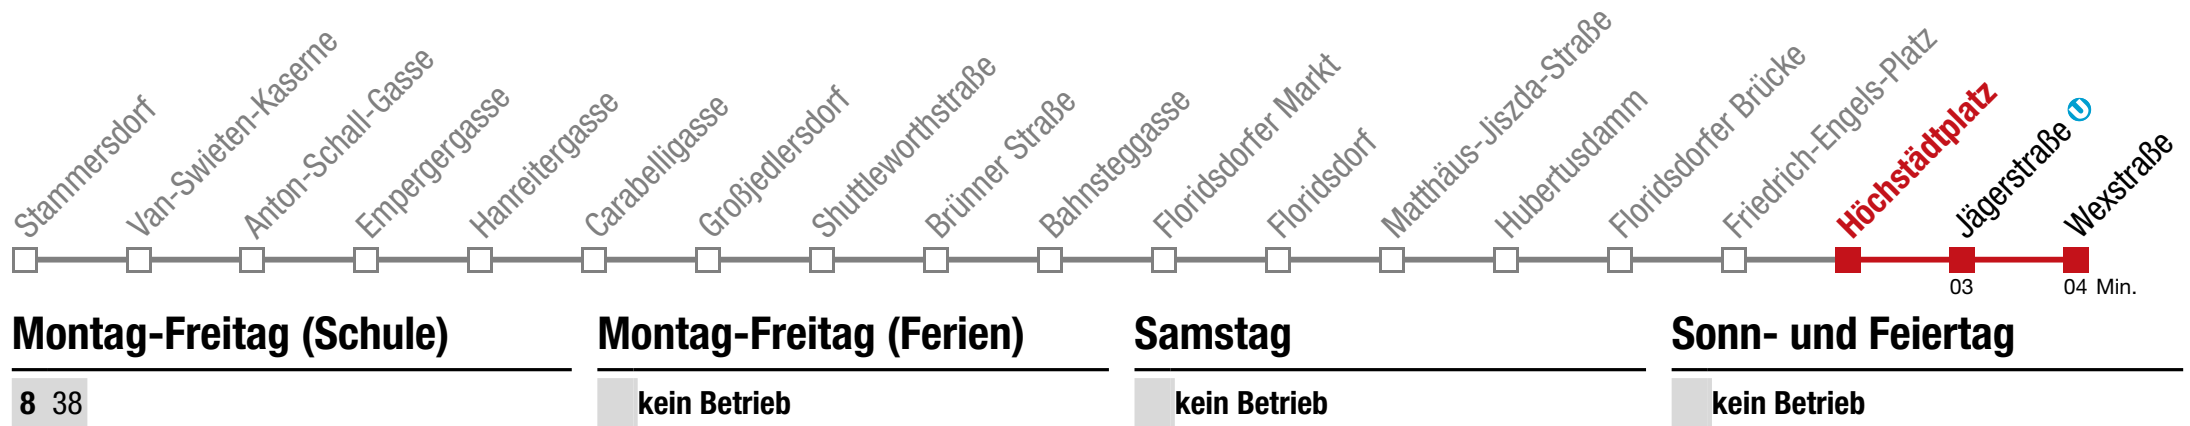 Stammersdorf
Van-Swieten-Kaserne
Anton-Schall-Gasse
Empergergasse
Hanreitergasse
Carabelligasse
Großjedlersdorf
Shuttleworthstraße
Brünner Straße
Bahnsteggasse
Floridsdorfer Markt
Floridsdorf
Matthäus-Jiszda-Straße
Hubertusdamm
Floridsdorfer Brücke
Friedrich-Engels-Platz
Höchstädtplatz
Jägerstraße U
Wexstraße
03 04 Min.
Montag-Freitag (Schule) Montag-Freitag (Ferien) Samstag Sonn- und Feiertag
8 38 kein Betrieb kein Betrieb kein Betrieb